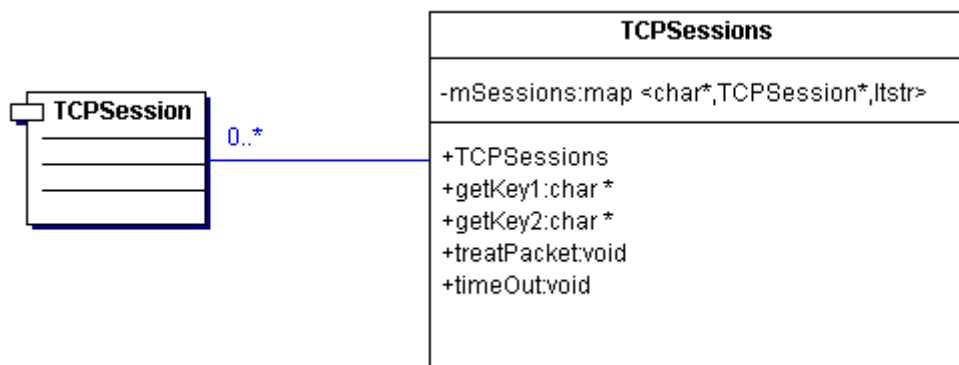 TCPSession
0..*
TCPSessions
-mSessions:map <char*,TCPSession*,ltstr>
+TCPSessions
+getKey1:char *
+getKey2:char *
+treatPacket:void
+timeOut:void